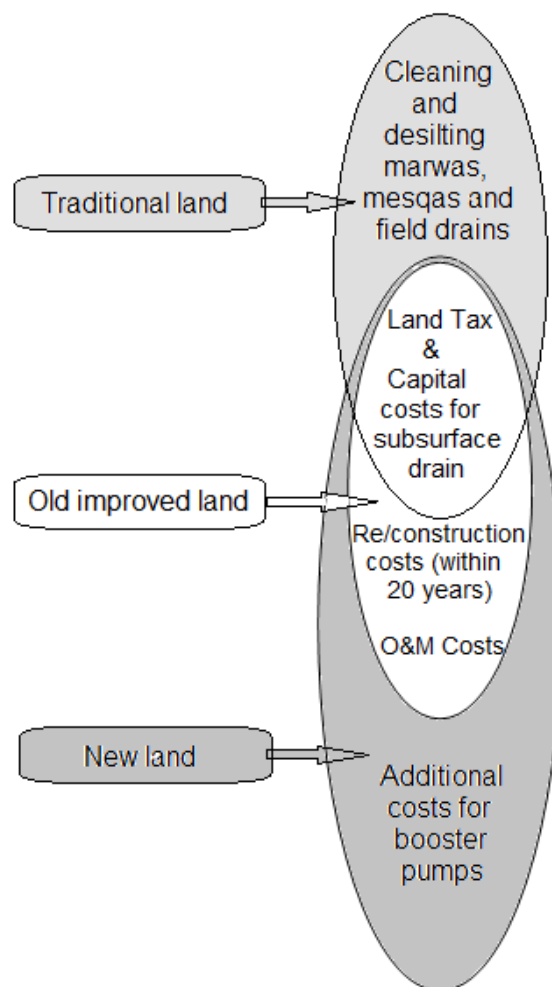 Cleaning
and
desilting
marwas,
mesqas and
field drains
Traditional land
Land Tax
&
Capital
costs for
subsurface
drain
Old improved land
Re/construction
costs (within
20 years)
O&M Costs
New land
Additional
costs for
booster
pumps